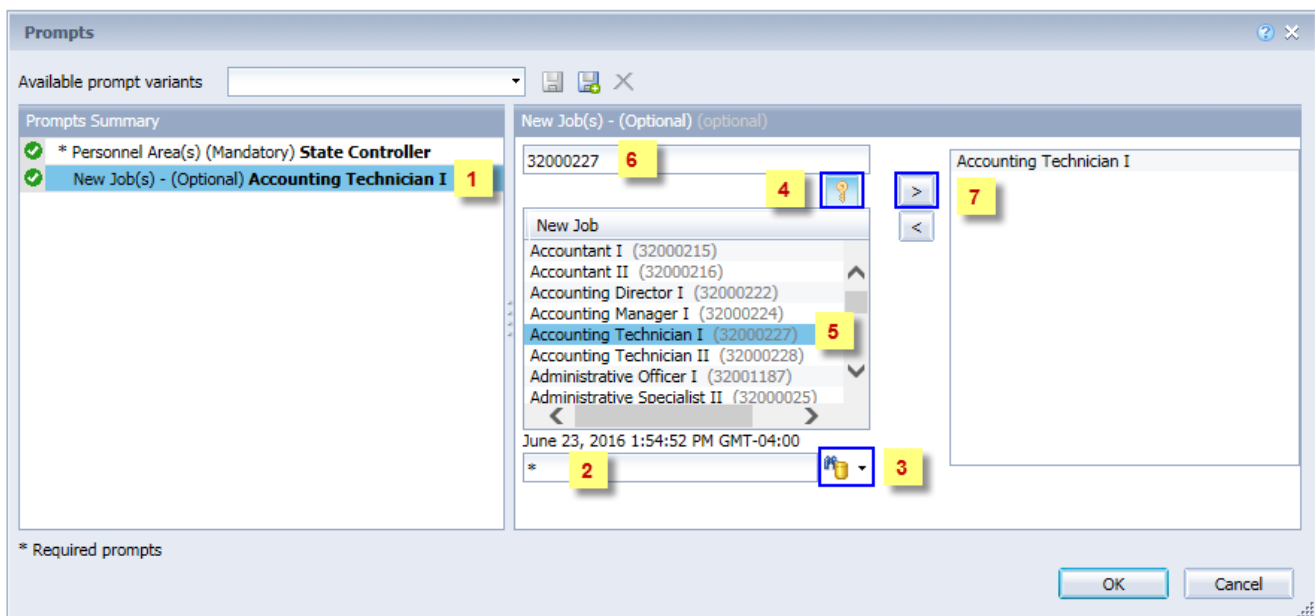 Prompts
Available prompt variants
Prompts Summary
* Personnel Area(s) (Mandatory) State Controller
New Job(s) - (Optional) Accounting Technician I 1
New Job(s) - (Optional) (optional)
32000227 6
4
> 7
<
New Job
Accountant I (32000215)
Accountant II (32000216)
Accounting Director I (32000222)
Accounting Manager I (32000224)
Accounting Technician I (32000227) 5
Accounting Technician II (32000228)
Administrative Officer I (32001187)
Administrative Specialist II (32000025)
June 23, 2016 1:54:52 PM GMT-04:00
* 2
3
Accounting Technician I
* Required prompts
OK Cancel